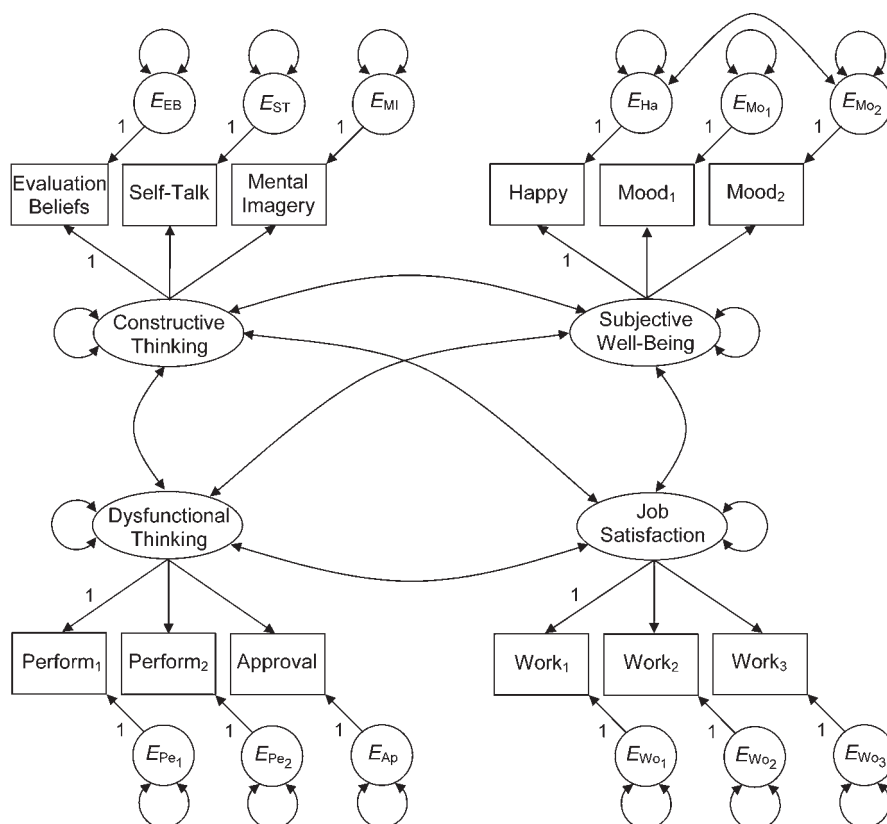 E_EB E_ST E_MI E_Ha E_Mo1 E_Mo2
1 1 1 1 1 1
Evaluation
Beliefs
Self-Talk
Mental
Imagery
Happy
Mood1
Mood2
1
1
Constructive
Thinking
Subjective
Well-Being
Dysfunctional
Thinking
Job
Satisfaction
1
1
Perform1
Perform2
Approval
Work1
Work2
Work3
1 1 1 1 1 1
E_Pe1 E_Pe2 E_Ap E_Wo1 E_Wo2 E_Wo3